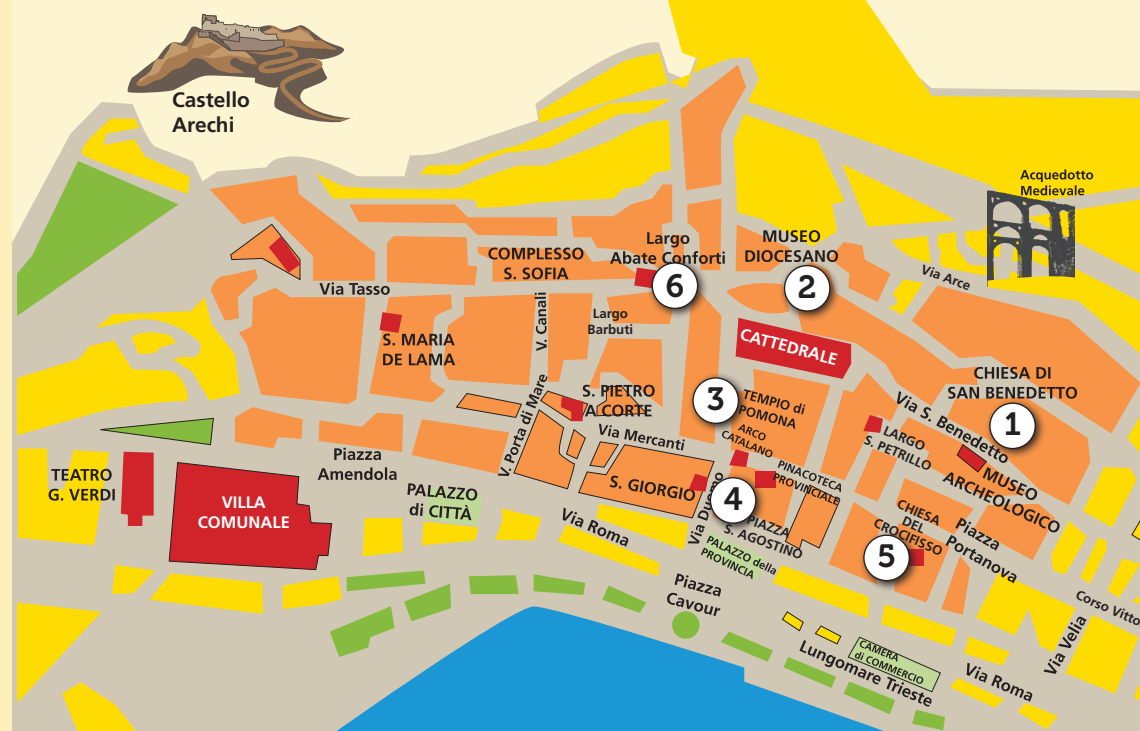 Castello
Arechi
Acquedotto
Medievale
COMPLESSO
S. SOFIA
Largo
Abate Conforti
MUSEO
DIOCESANO
Via Arce
6
2
Via Tasso
V. Canali
Largo
Barbuti
S. MARIA
DE LAMA
CATTEDRALE
CHIESA DI
SAN BENEDETTO
S. PIETRO
A CORTE
V. Porta di Mare
3
TEMPIO di
POMONA
Via S. Benedetto
1
Via Mercanti
ARCO
CATALANO
LARGO
S. PETRILLO
Piazza
Amendola
TEATRO
G. VERDI
VILLA
COMUNALE
PALAZZO
di CITTÀ
S. GIORGIO
PINACOTECA
PROVINCIALE
MUSEO
ARCHEOLOGICO
Via Duomo
4
Via Roma
PIAZZA
S. AGOSTINO
CHIESA
DEL
CROCIFISSO
5
Piazza
Portanova
PALAZZO della
PROVINCIA
Piazza
Cavour
Corso Vitto
Via Velia
CAMERA
di COMMERCIO
Lungomare Trieste
Via Roma